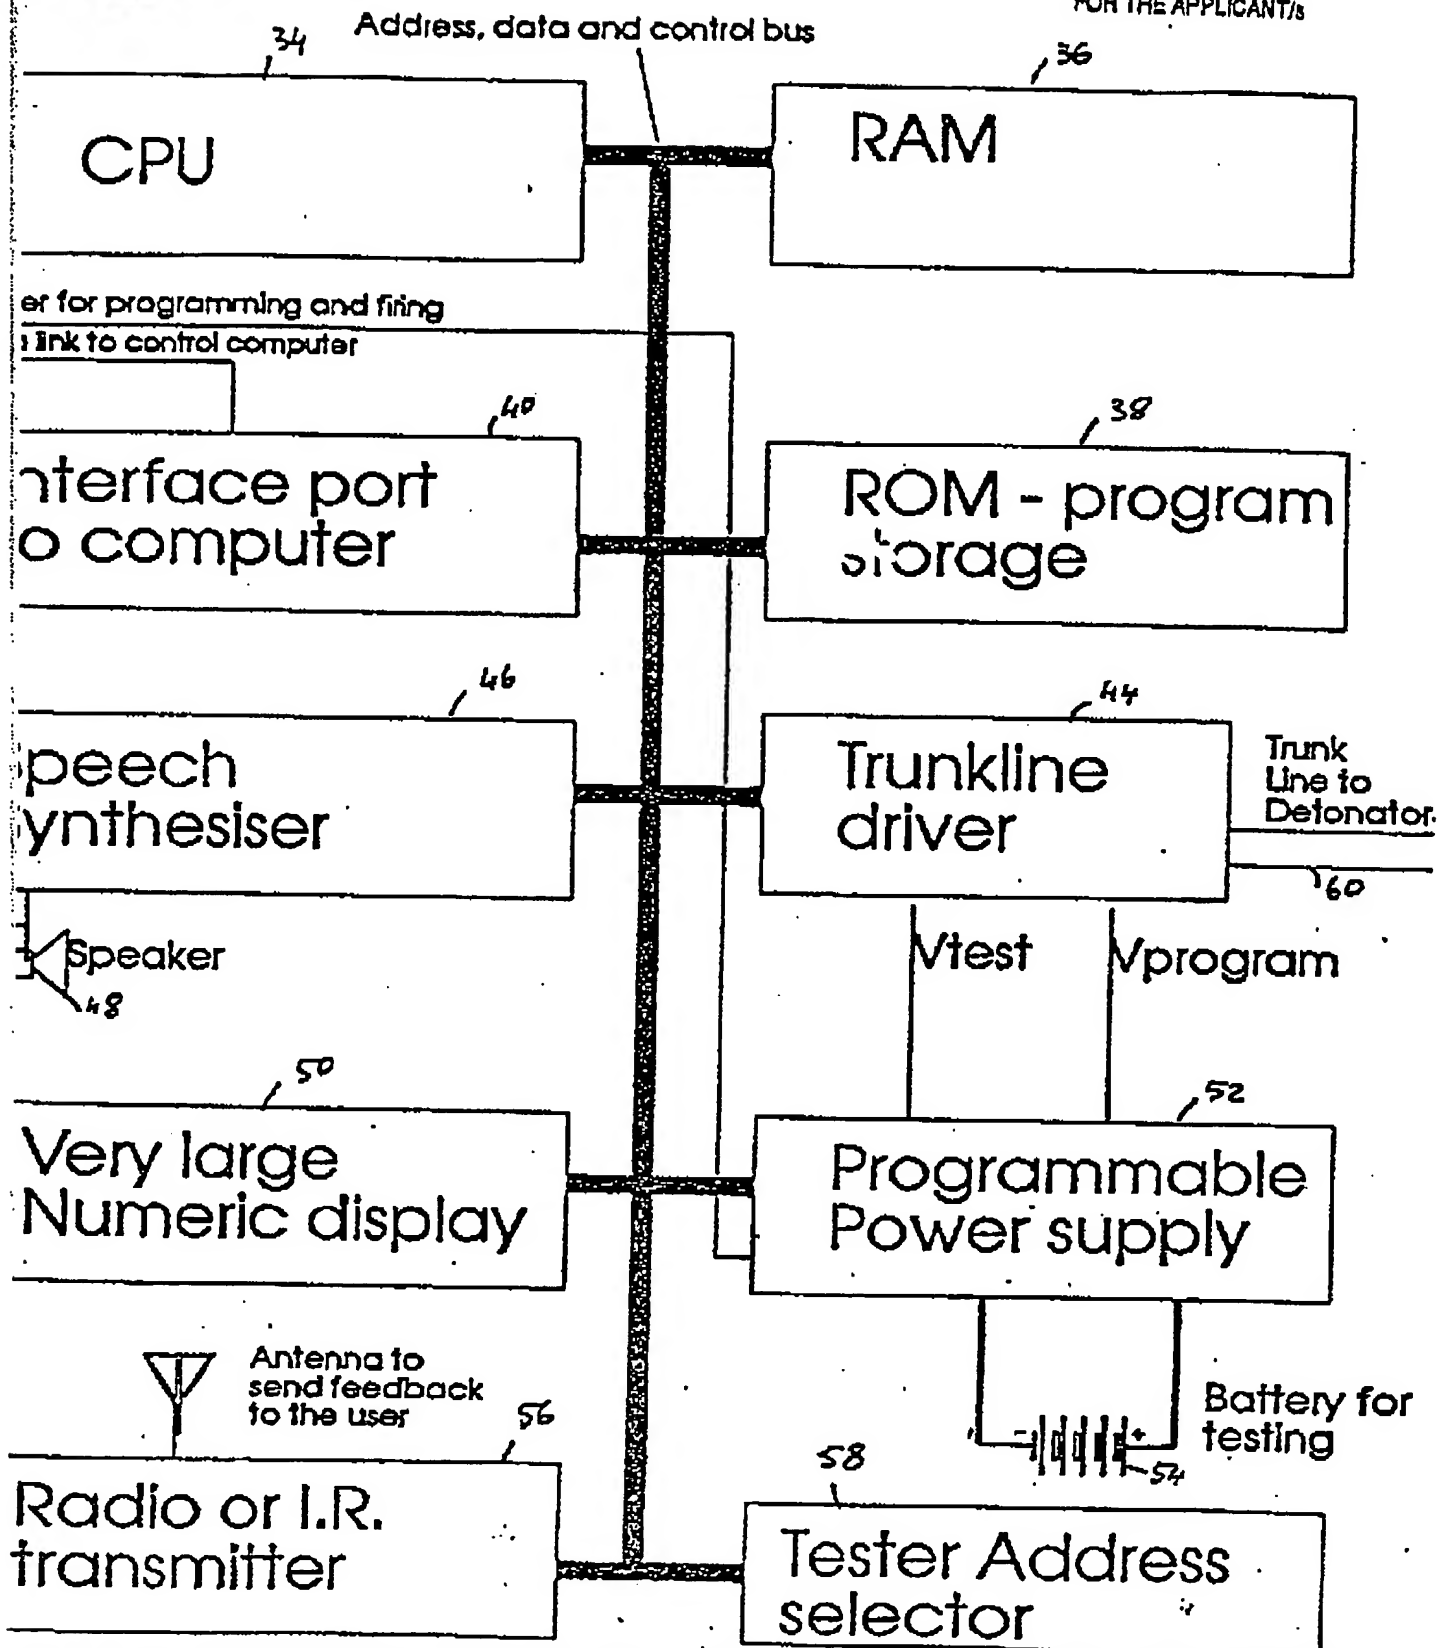 FOR THE APPLICANT/s
Address, data and control bus
34
36
CPU
RAM
er for programming and firing
link to control computer
40
38
nterface port
o computer
ROM - program
storage
46
44
peech
ynthesiser
Trunkline
driver
Trunk
Line to
Detonator
60
Speaker
48
Vtest
Vprogram
50
52
Very large
Numeric display
Programmable
Power supply
Antenna to
send feedback
to the user
56
Battery for
testing
- +
54
58
Radio or I.R.
transmitter
Tester Address
selector